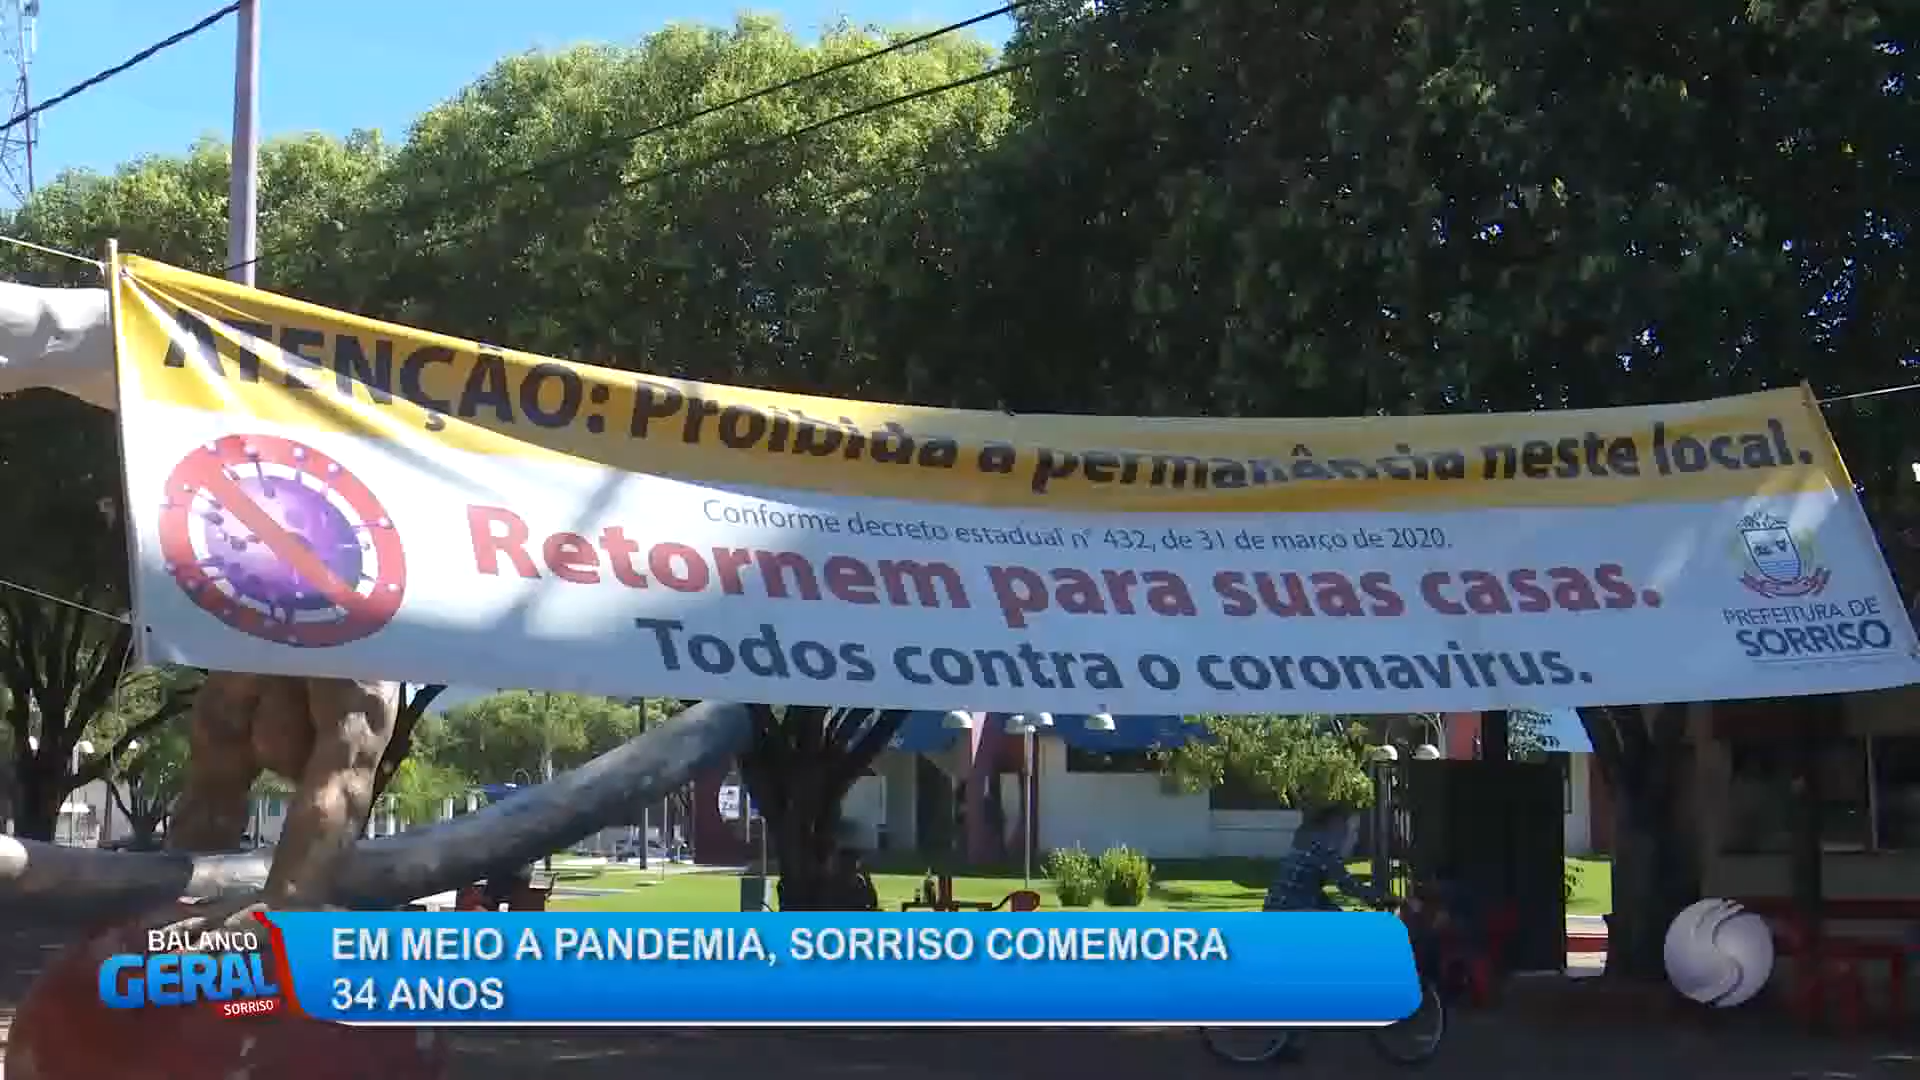 ATENÇÃO: Proibida a permanência neste local.
Conforme decreto estadual nº 432, de 31 de março de 2020.
Retornem para suas casas.
Todos contra o coronavirus.
PREFEITURA DE
SORRISO
BALANÇO
GERAL
SORRISO
EM MEIO A PANDEMIA, SORRISO COMEMORA
34 ANOS